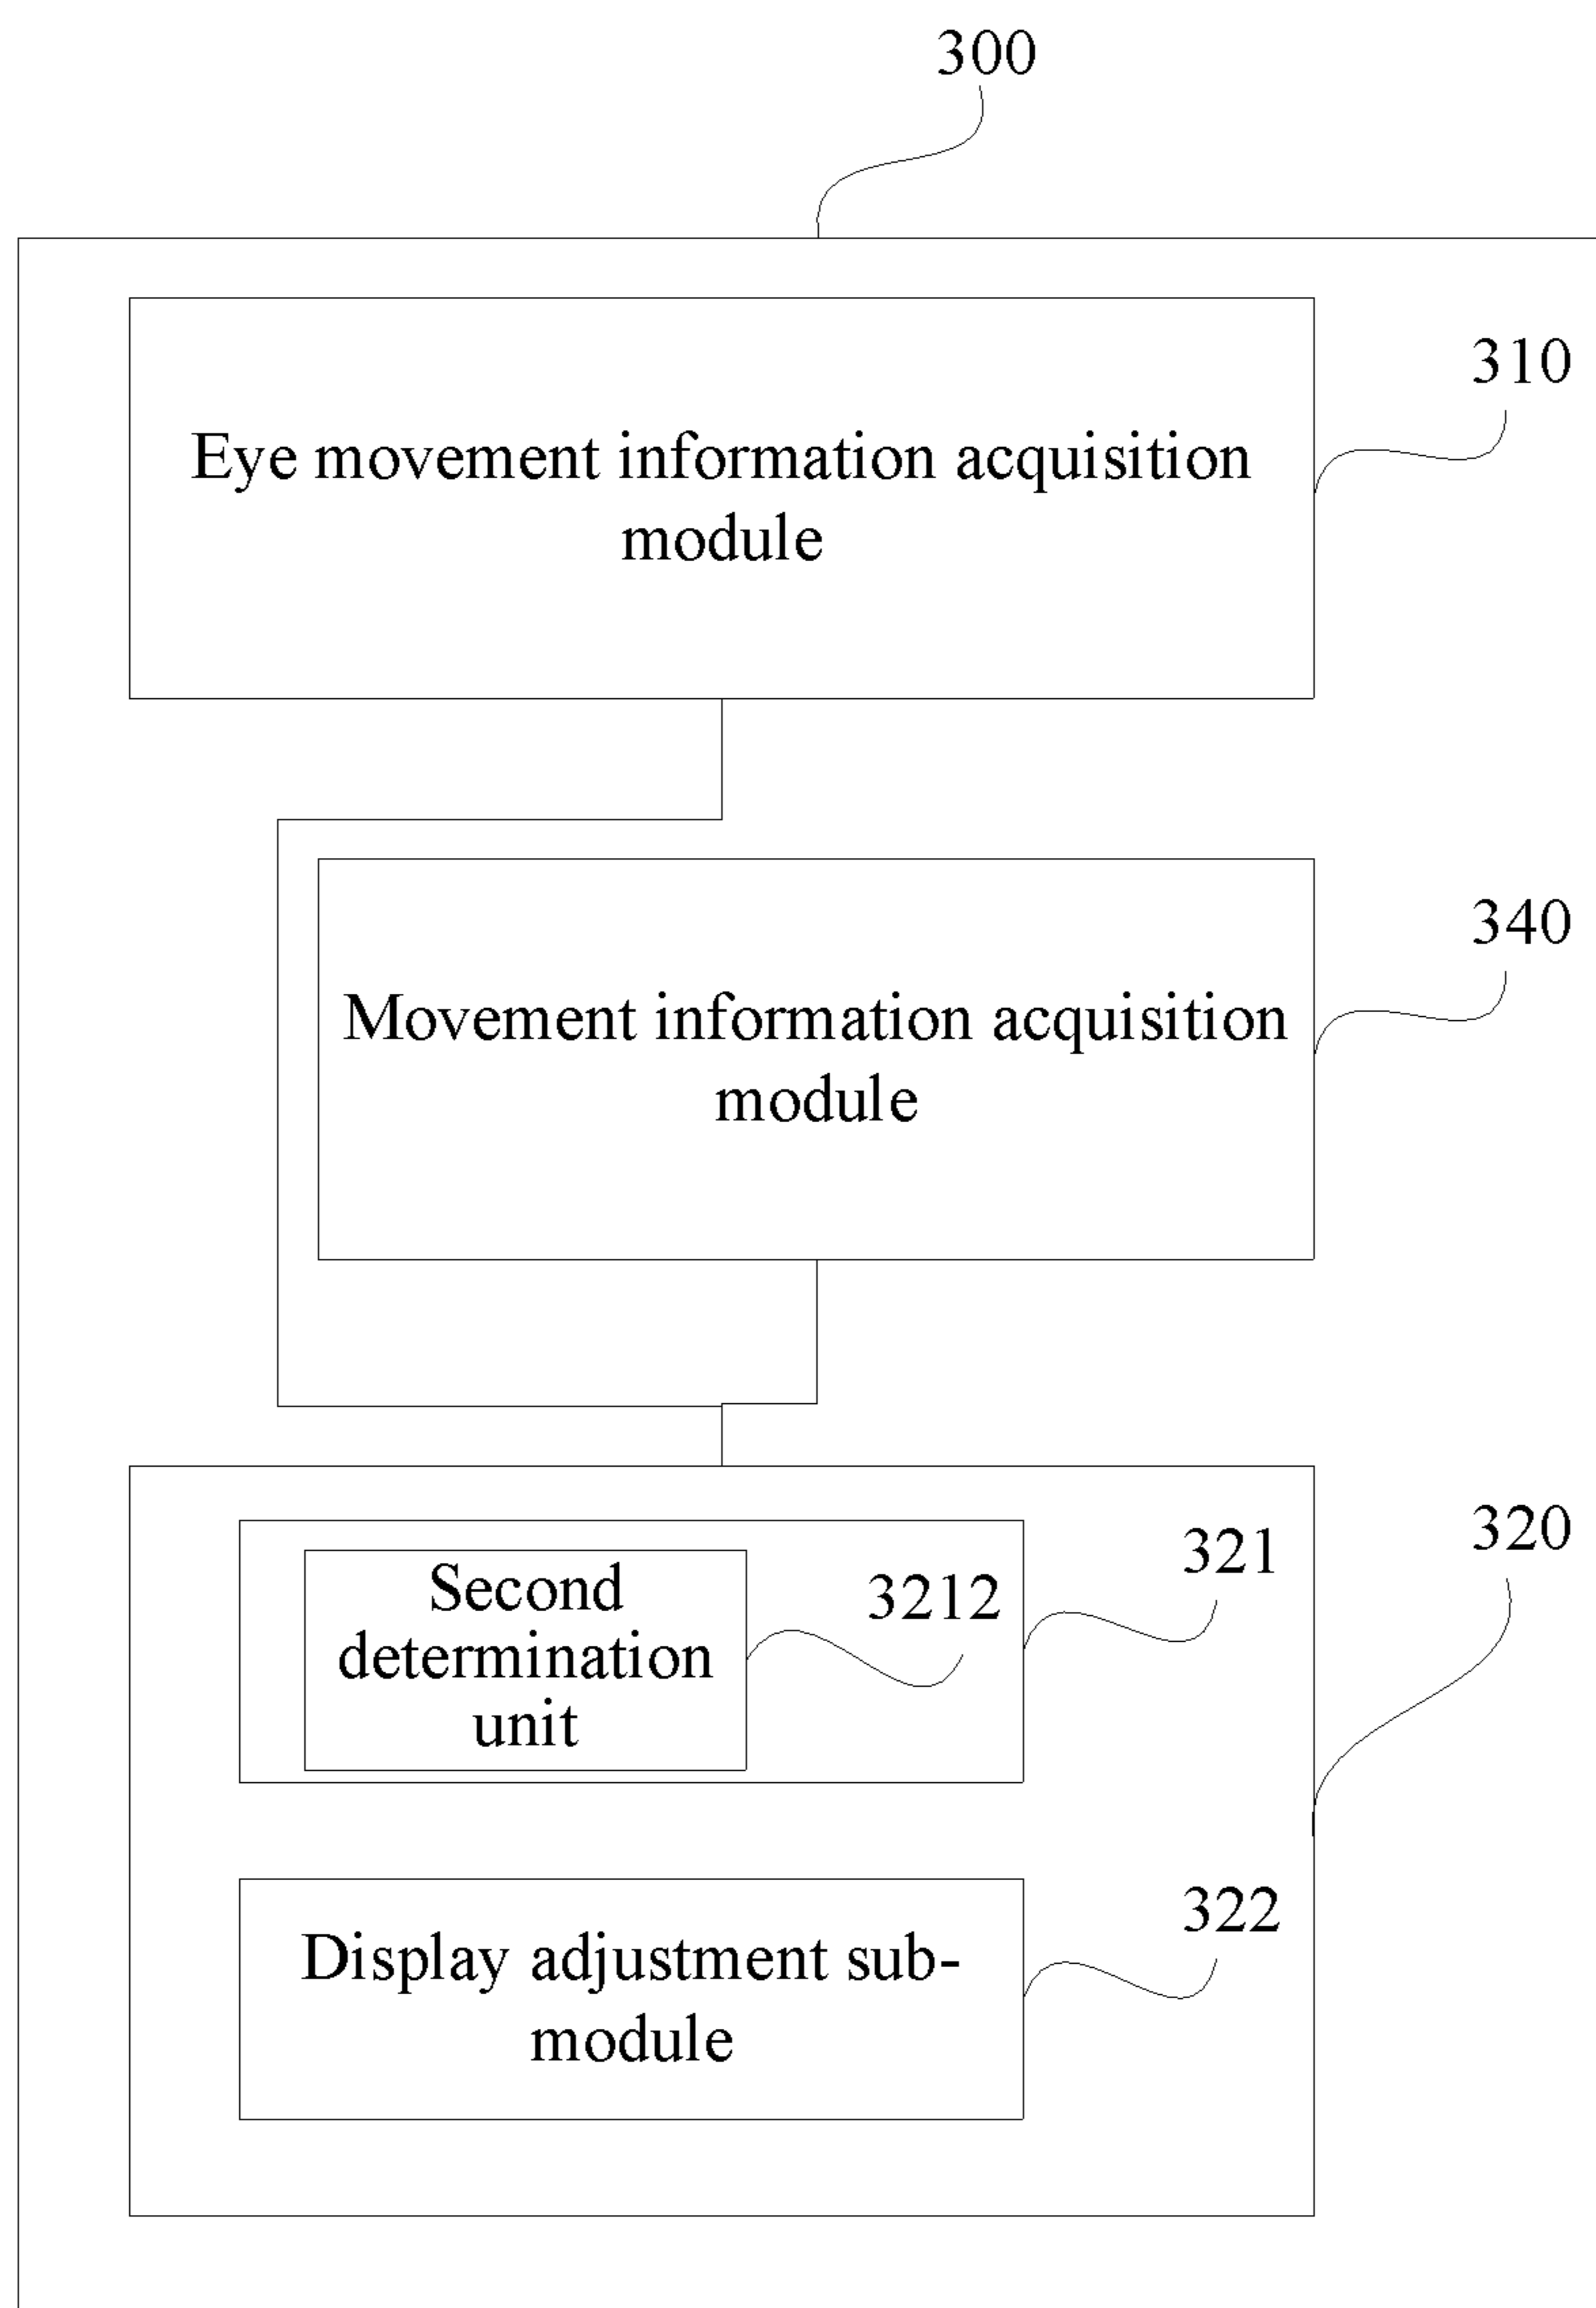 300
310
Eye movement information acquisition
module
340
Movement information acquisition
module
320
321
3212
Second
determination
unit
322
Display adjustment sub-
module